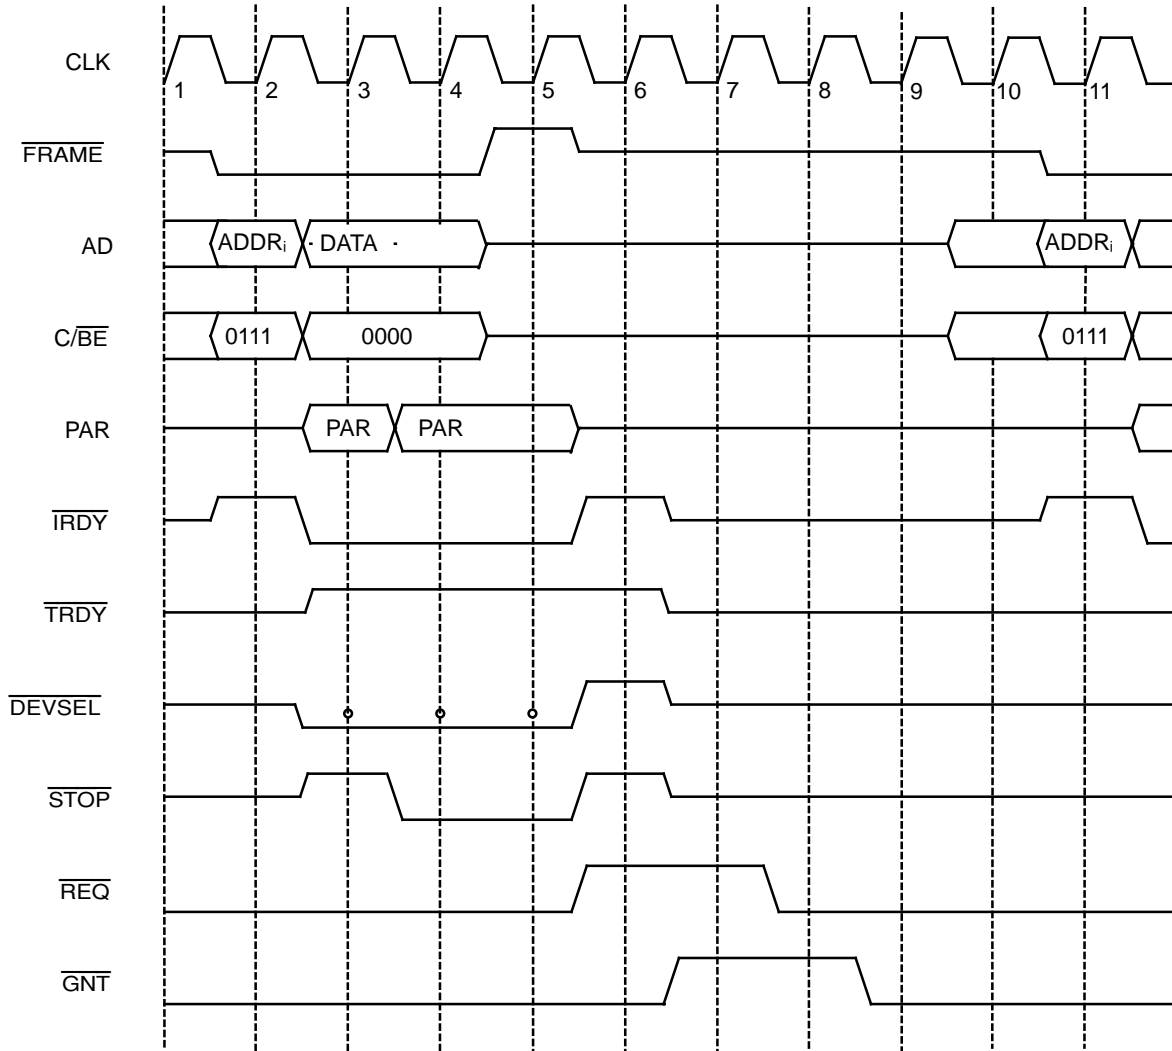 CLK
1 2 3 4 5 6 7 8 9 10 11
FRAME
AD ADDRi DATA ADDRi
C/BE 0111 0000 0111
PAR PAR PAR
IRDY
TRDY
DEVSEL
STOP
REQ
GNT